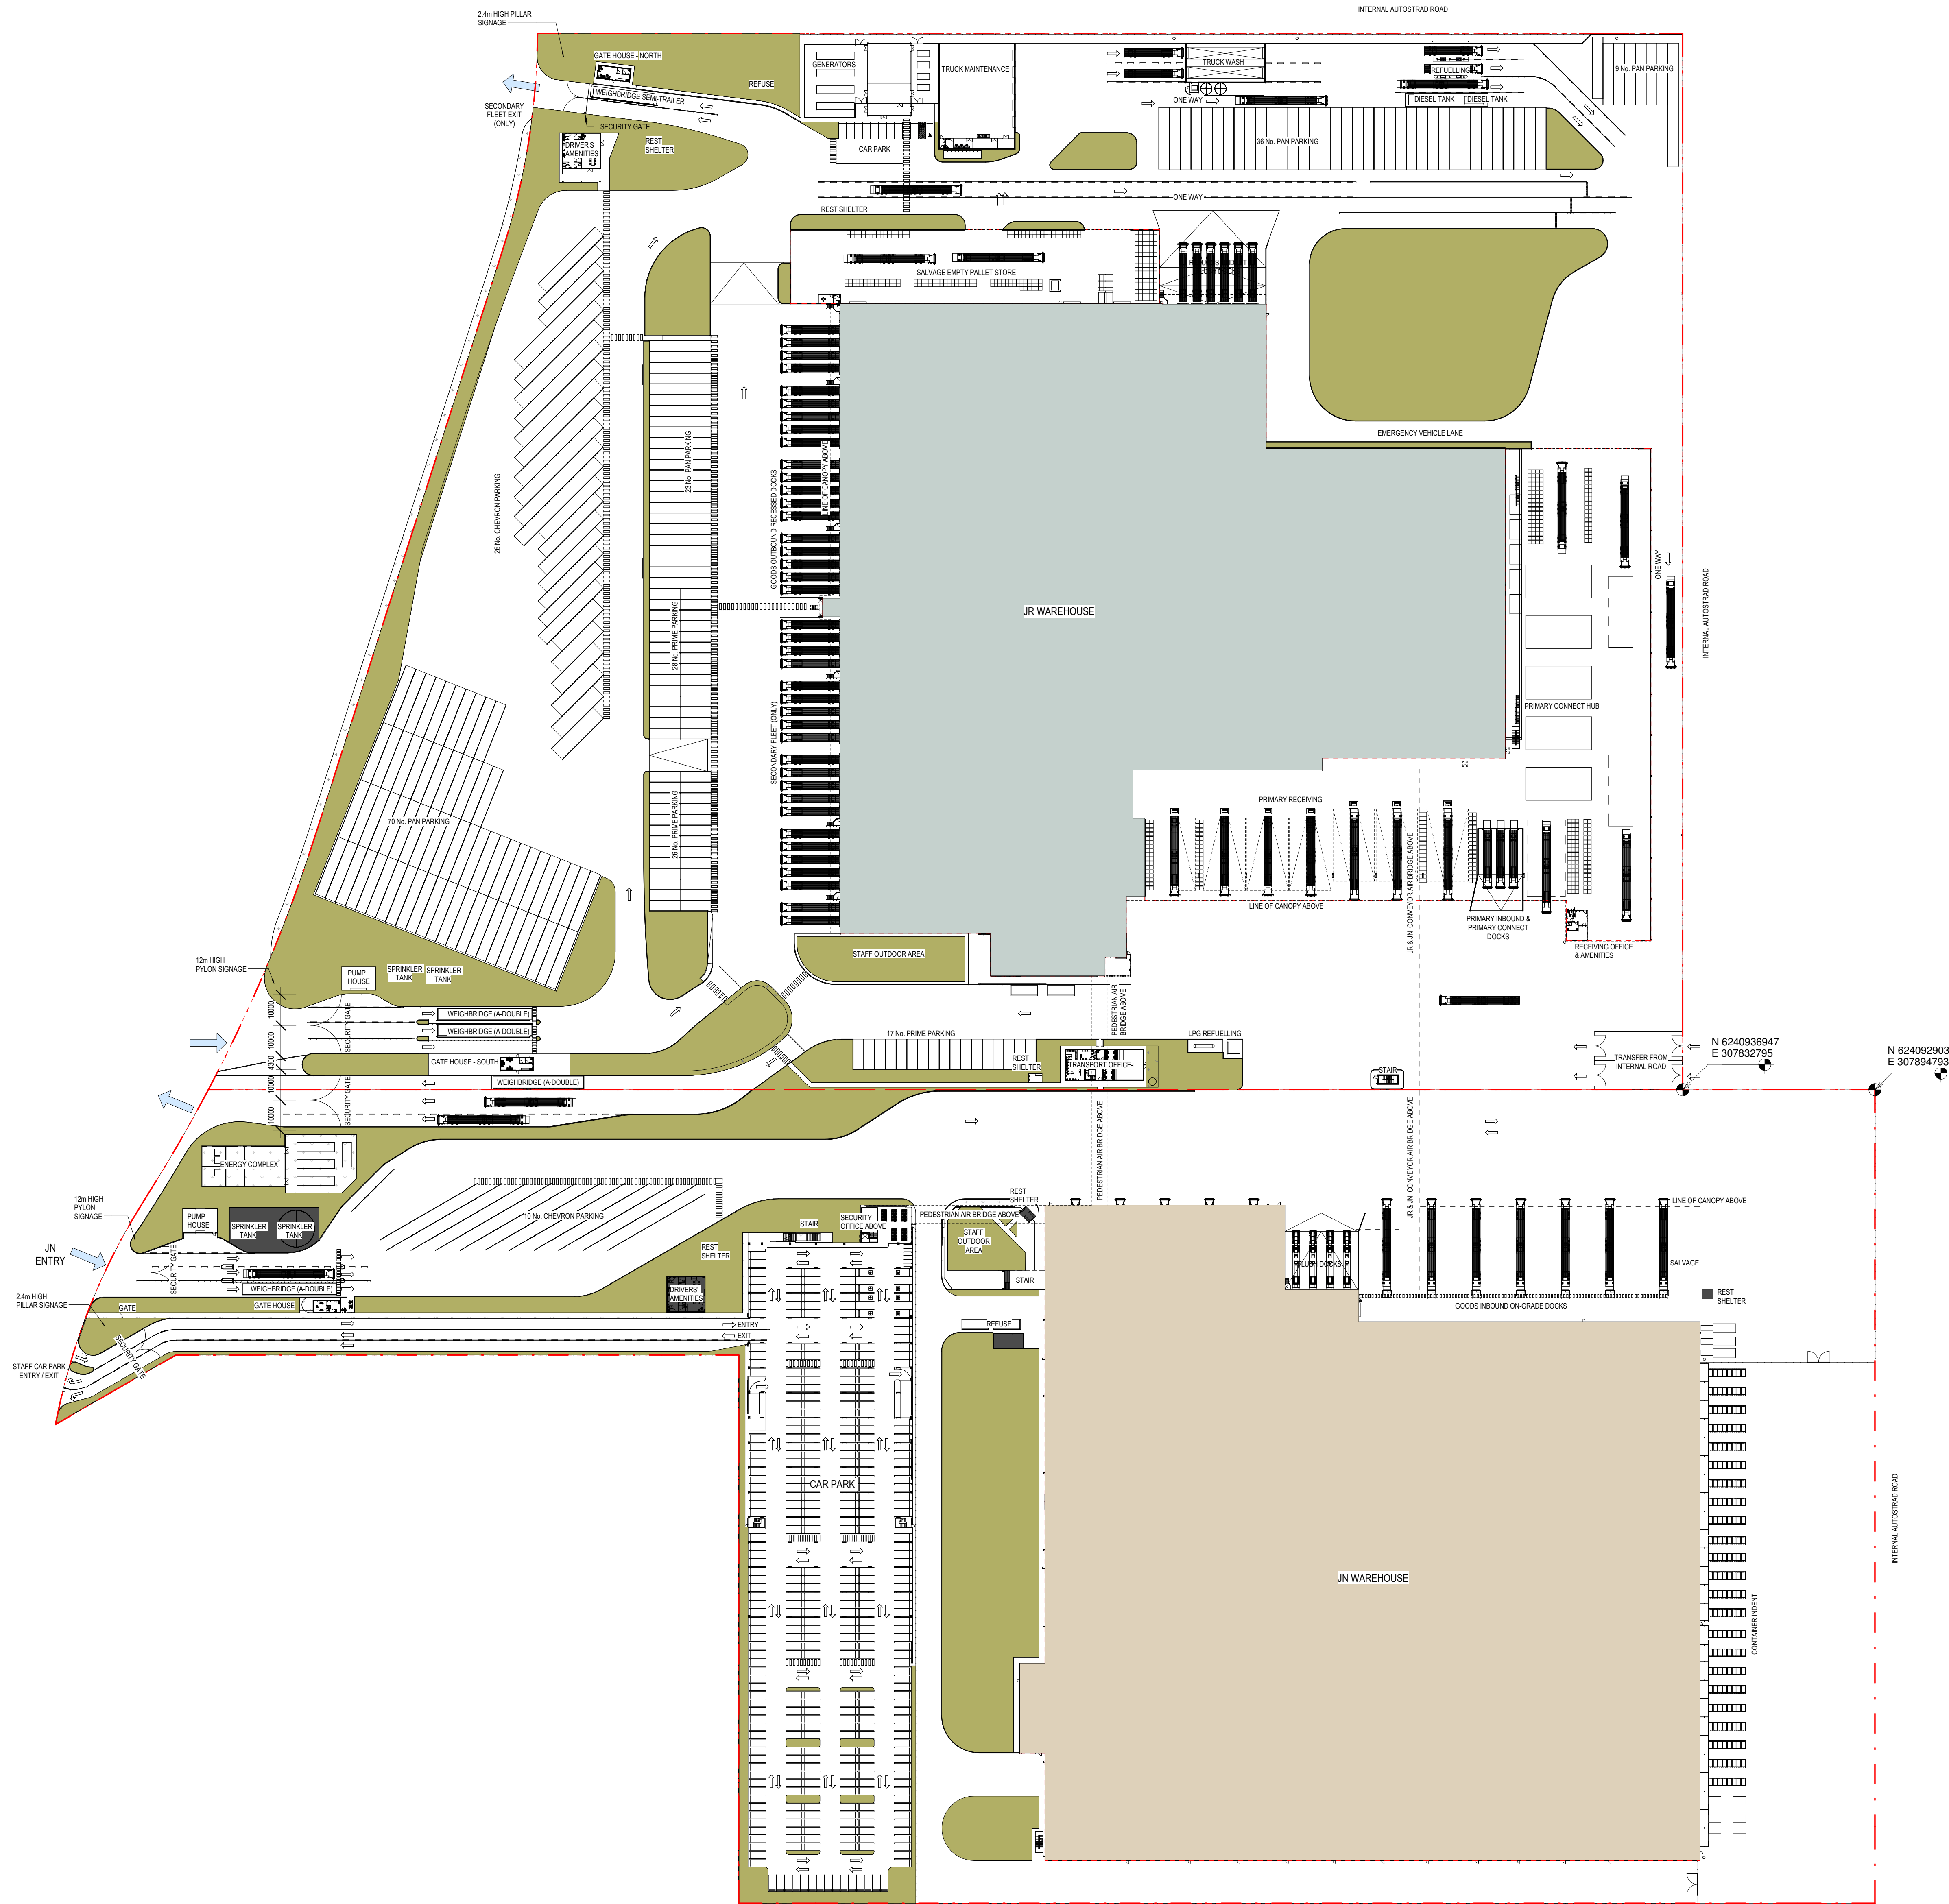 INTERNAL AUTOSTRAD ROAD
2.4m HIGH PILLAR
SIGNAGE
GATE HOUSE - NORTH
GENERATORS
TRUCK MAINTENANCE
TRUCK WASH
REFUELLING
9 No. PAN PARKING
REFUSE
WEIGHBRIDGE SEMI-TRAILER
ONE WAY
DIESEL TANK
DIESEL TANK
SECONDARY
FLEET EXIT
(ONLY)
SECURITY GATE
DRIVER'S
AMENITIES
REST
SHELTER
CAR PARK
36 No. PAN PARKING
ONE WAY
REST SHELTER
SALVAGE EMPTY PALLET STORE
EMERGENCY VEHICLE LANE
26 No. CHEVRON PARKING
23 No. PAN PARKING
GOODS OUTBOUND RECESSED DOCKS
LINE OF CANOPY ABOVE
ONE WAY
INTERNAL AUTOSTRAD ROAD
JR WAREHOUSE
28 No. PRIME PARKING
SECONDARY FLEET (ONLY)
PRIMARY CONNECT HUB
70 No. PAN PARKING
26 No. PRIME PARKING
PRIMARY RECEIVING
JR & JN CONVEYOR AIR BRIDGE ABOVE
LINE OF CANOPY ABOVE
PRIMARY INBOUND &
PRIMARY CONNECT
DOCKS
RECEIVING OFFICE
& AMENITIES
STAFF OUTDOOR AREA
12m HIGH
PYLON SIGNAGE
PUMP
HOUSE
SPRINKLER
TANK
SPRINKLER
TANK
10000
10000
4300
10000
10000
SECURITY GATE
WEIGHBRIDGE (A-DOUBLE)
WEIGHBRIDGE (A-DOUBLE)
GATE HOUSE - SOUTH
WEIGHBRIDGE (A-DOUBLE)
SECURITY GATE
17 No. PRIME PARKING
PEDESTRIAN AIR
BRIDGE ABOVE
LPG REFUELLING
REST
SHELTER
TRANSPORT OFFICE
STAIR
TRANSFER FROM
INTERNAL ROAD
N 6240936947
E 307832795
N 624092903
E 307894793
PEDESTRIAN AIR BRIDGE ABOVE
JR & JN CONVEYOR AIR BRIDGE ABOVE
ENERGY COMPLEX
12m HIGH
PYLON
SIGNAGE
PUMP
HOUSE
SPRINKLER
TANK
SPRINKLER
TANK
10 No. CHEVRON PARKING
STAIR
SECURITY
OFFICE ABOVE
PEDESTRIAN AIR BRIDGE ABOVE
REST
SHELTER
STAFF
OUTDOOR
AREA
STAIR
LINE OF CANOPY ABOVE
JN
ENTRY
SECURITY GATE
WEIGHBRIDGE (A-DOUBLE)
REST
SHELTER
DRIVERS'
AMENITIES
SALVAGE
GOODS INBOUND ON-GRADE DOCKS
REST
SHELTER
2.4m HIGH
PILLAR SIGNAGE
GATE
GATE HOUSE
SECURITY GATE
ENTRY
EXIT
REFUSE
STAFF CAR PARK
ENTRY / EXIT
CAR PARK
JN WAREHOUSE
CONTAINER INDENT
INTERNAL AUTOSTRAD ROAD